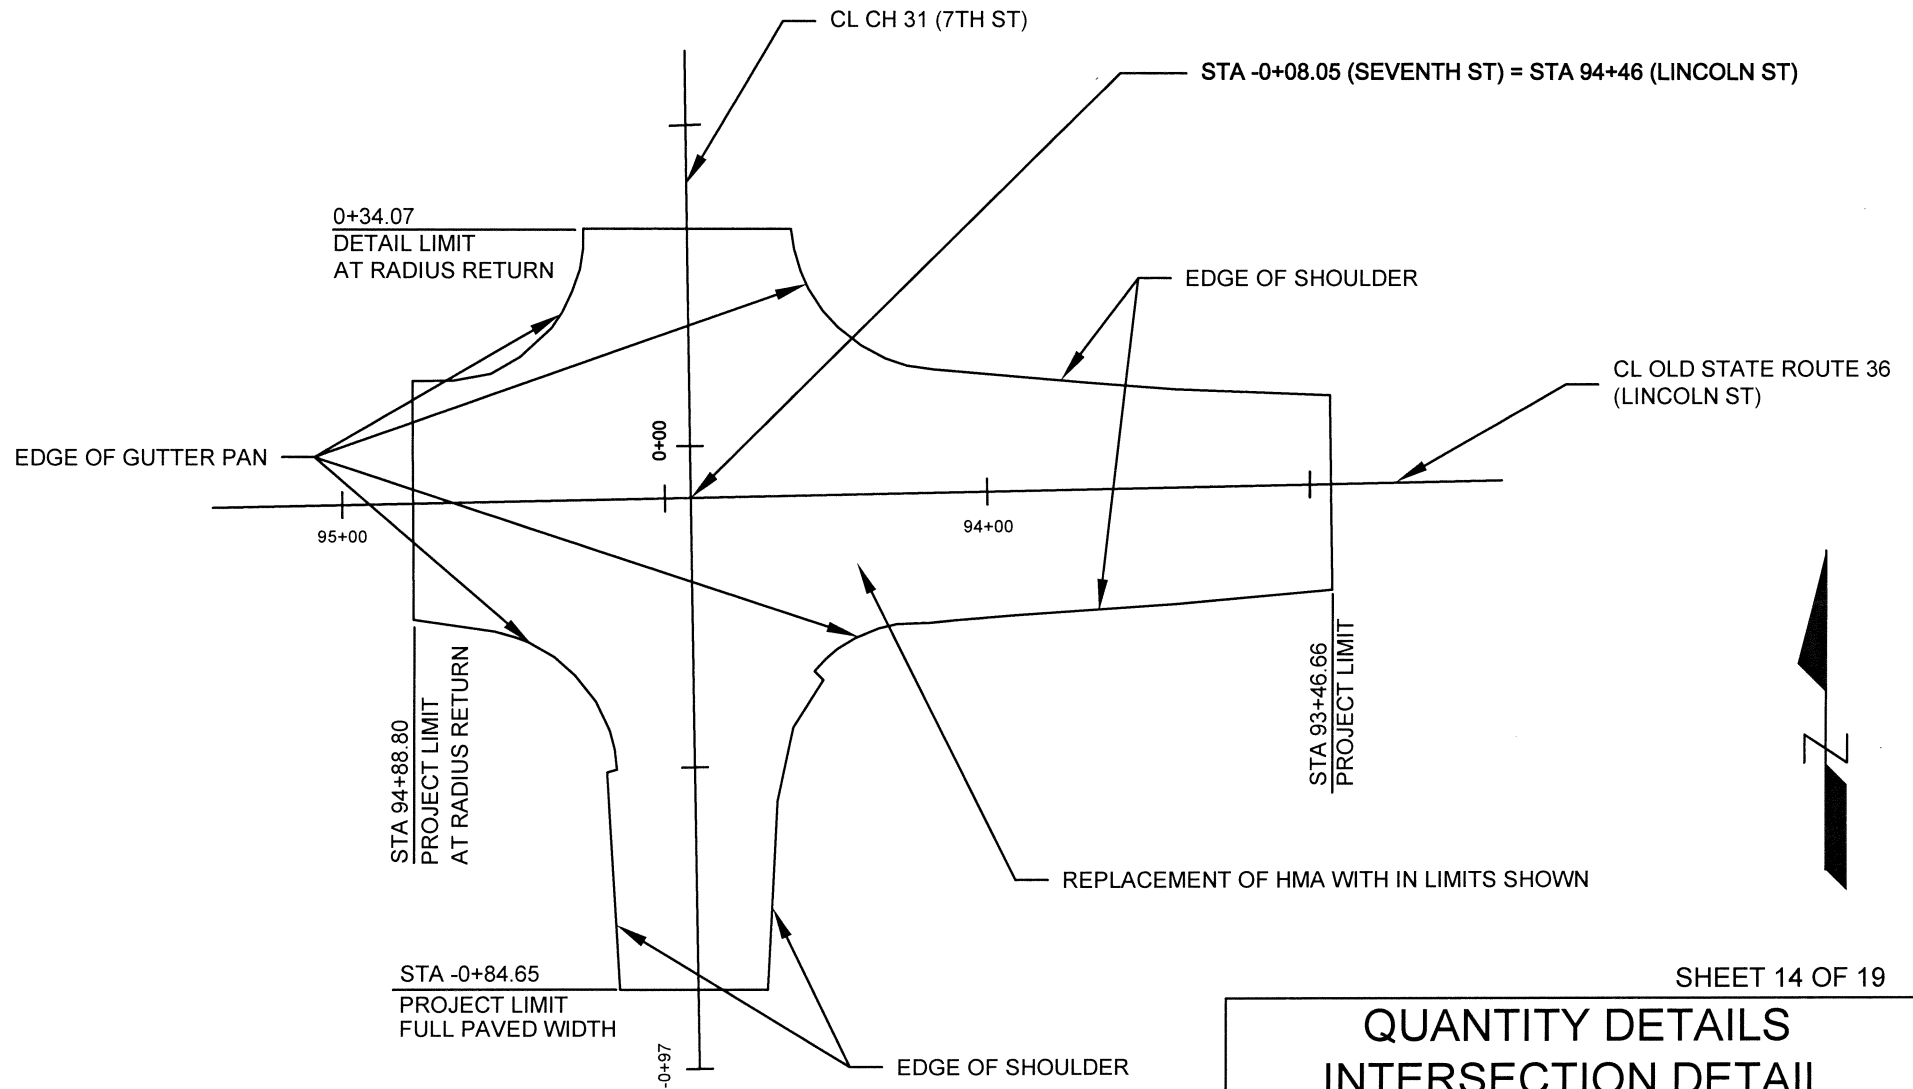 CL CH 31 (7TH ST)
STA -0+08.05 (SEVENTH ST) = STA 94+46 (LINCOLN ST)
0+34.07
DETAIL LIMIT
AT RADIUS RETURN
EDGE OF SHOULDER
CL OLD STATE ROUTE 36
(LINCOLN ST)
0+00
EDGE OF GUTTER PAN
95+00
94+00
STA 94+88.80
PROJECT LIMIT
AT RADIUS RETURN
STA 93+46.66
PROJECT LIMIT
Z
REPLACEMENT OF HMA WITH IN LIMITS SHOWN
STA -0+84.65
PROJECT LIMIT
FULL PAVED WIDTH
-0+97
EDGE OF SHOULDER
SHEET 14 OF 19
QUANTITY DETAILS
INTERSECTION DETAIL